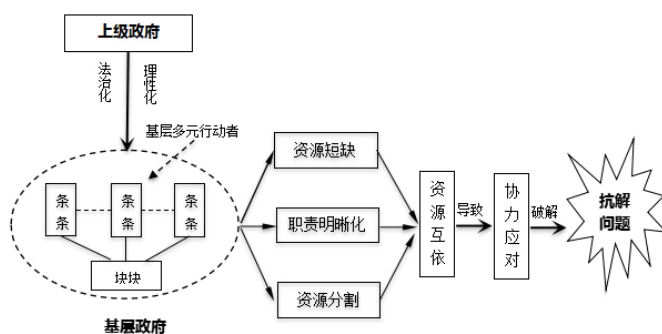 上级政府
法治化
理性化
基层多元行动者
条条
条条
条条
块块
基层政府
资源短缺
职责明晰化
资源分割
资源互依
导致
协力应对
破解
抗解
问题